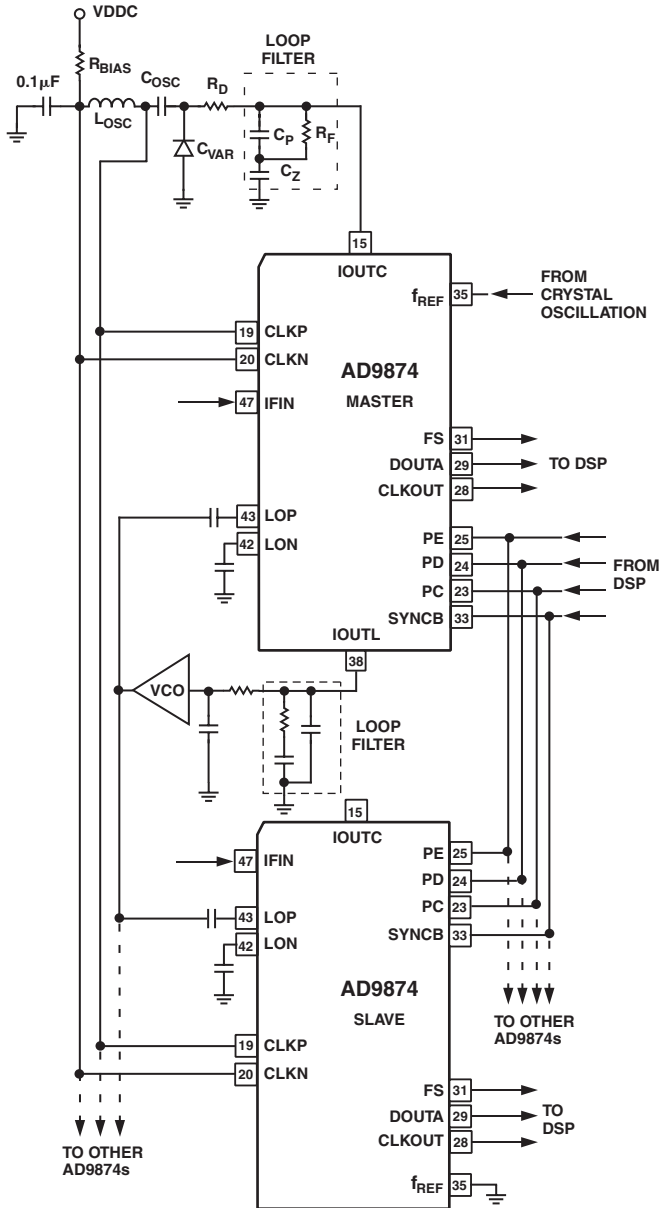 VDDC
LOOP
FILTER
RBIAS
0.1μF
COSC
RD
LOSC
CP
RF
CVAR
CZ
15
IOUTC
fREF
35
FROM
CRYSTAL
OSCILLATION
19
CLKP
20
CLKN
AD9874
47
IFIN
MASTER
FS
31
DOUTA
29
TO DSP
CLKOUT
28
43
LOP
42
LON
PE
25
PD
24
FROM
DSP
PC
23
SYNCB
33
IOUTL
38
VCO
LOOP
FILTER
15
IOUTC
47
IFIN
PE
25
PD
24
43
LOP
PC
23
42
LON
SYNCB
33
AD9874
SLAVE
TO OTHER
AD9874s
19
CLKP
20
CLKN
FS
31
DOUTA
29
TO
DSP
CLKOUT
28
TO OTHER
AD9874s
fREF
35